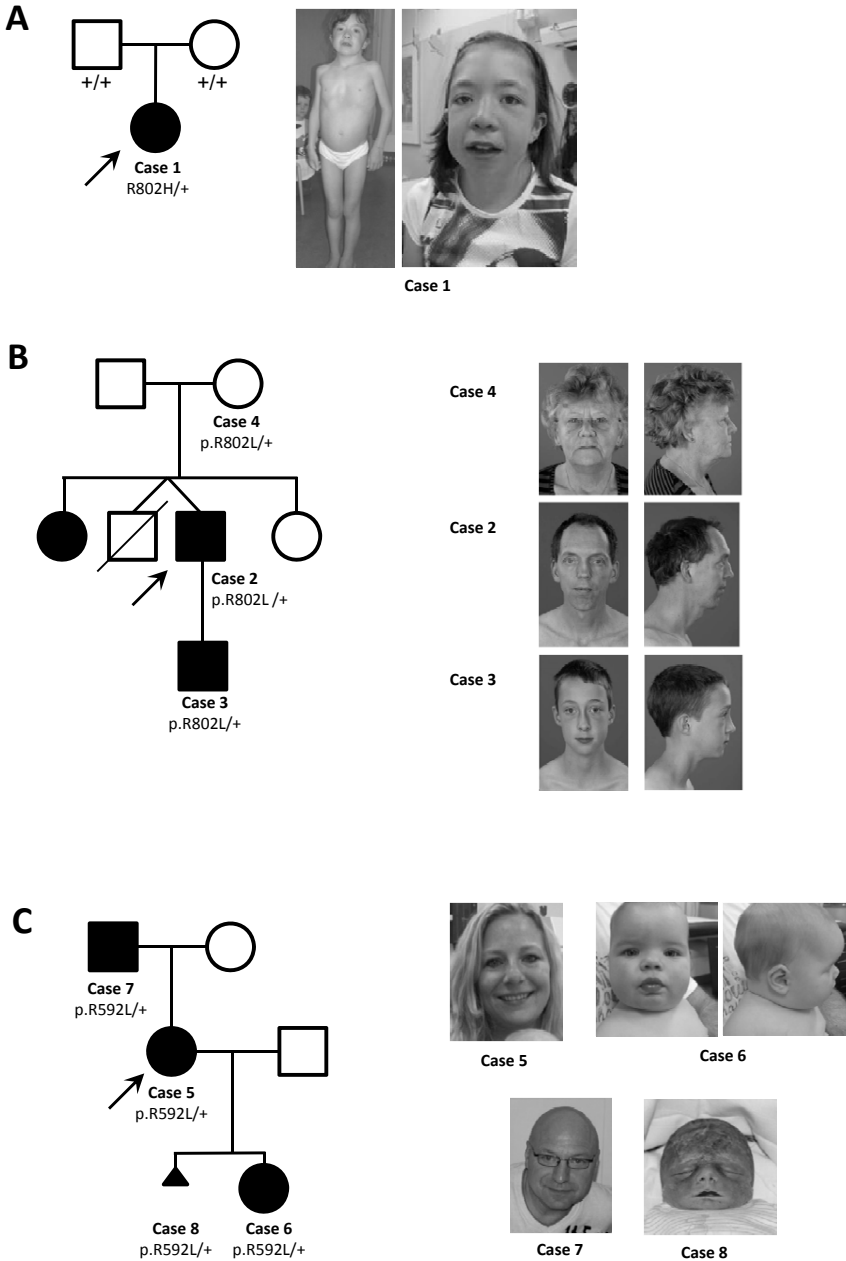 A
+/+
+/+
Case 1
R802H/+
Case 1
B
Case 4
p.R802L/+
Case 2
p.R802L /+
Case 3
p.R802L/+
Case 4
Case 2
Case 3
C
Case 7
p.R592L/+
Case 5
p.R592L/+
Case 8
p.R592L/+
Case 6
p.R592L/+
Case 5
Case 6
Case 7
Case 8